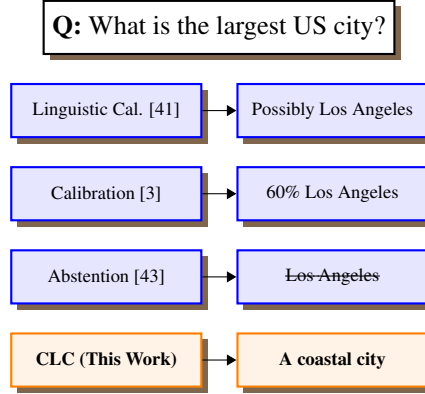 Q: What is the largest US city?
Linguistic Cal. [41] Possibly Los Angeles
Calibration [3] 60% Los Angeles
Abstention [43] Los Angeles
CLC (This Work) A coastal city